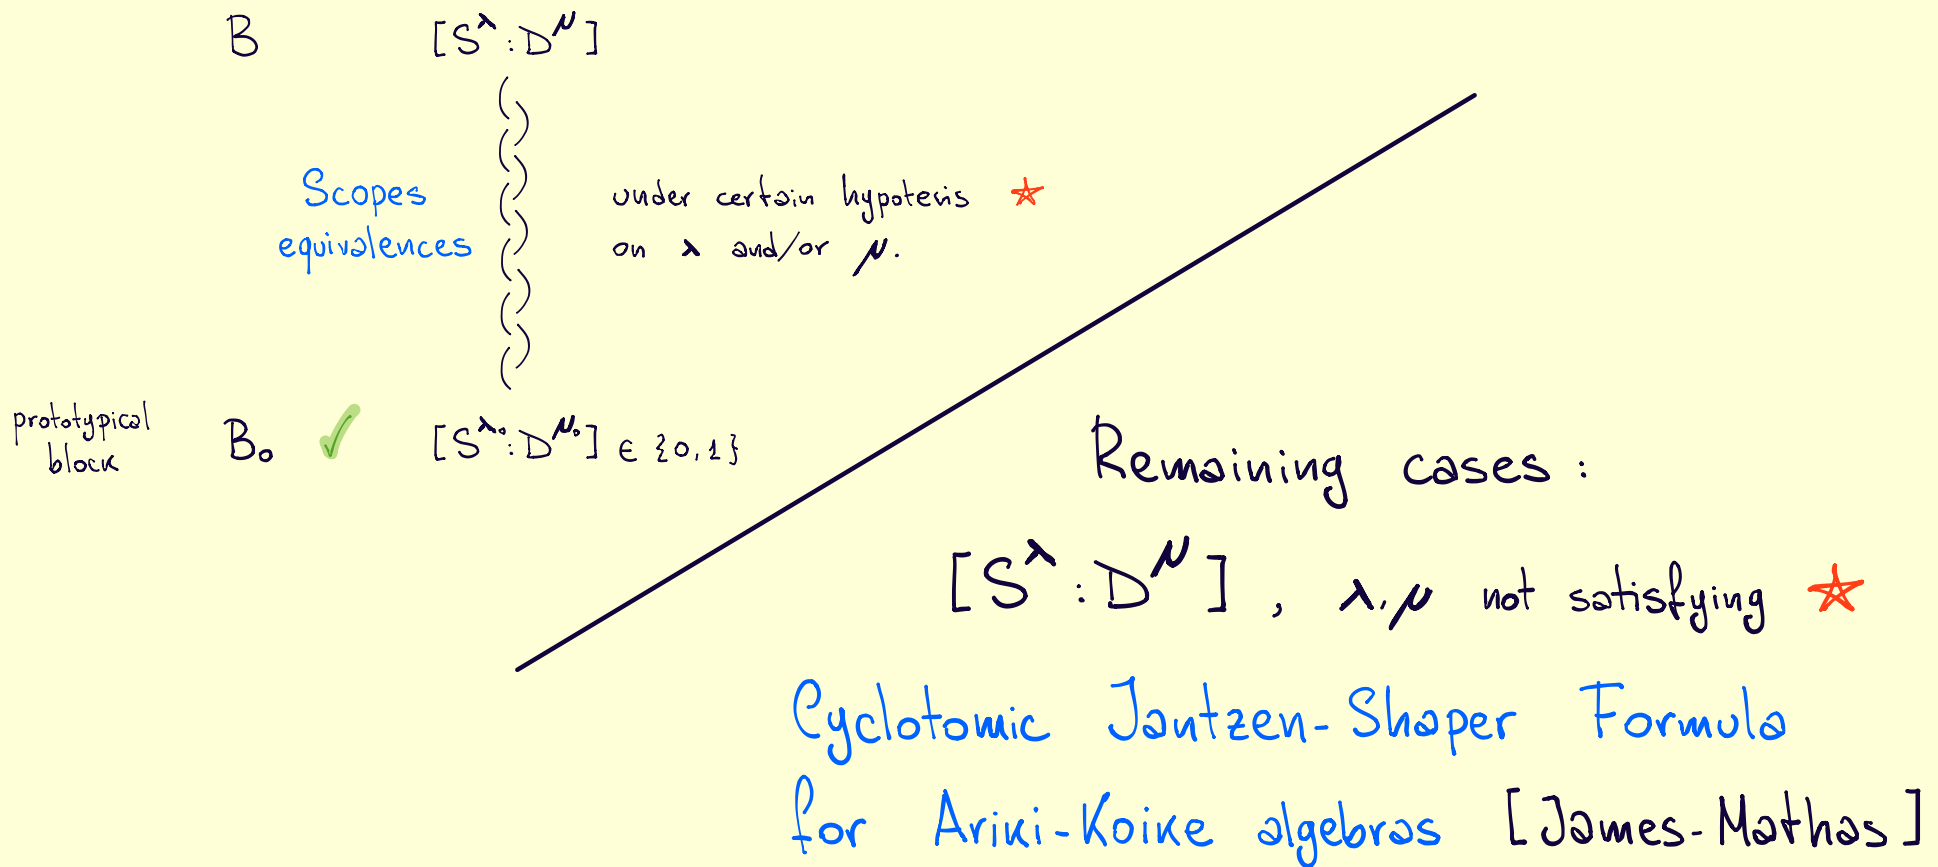 B [S^λ : D^μ]
Scopes
equivalences
under certain hypotesis ☆
on λ and/or μ.
prototypical
block
B₀ ✓ [S^λ₀ : D^μ₀] ∈ {0,1}
Remaining cases :
[S^λ : D^μ] , λ,μ not satisfying ☆
Cyclotomic Jantzen-Shaper Formula
for Ariki-Koike algebras [James-Mathas]